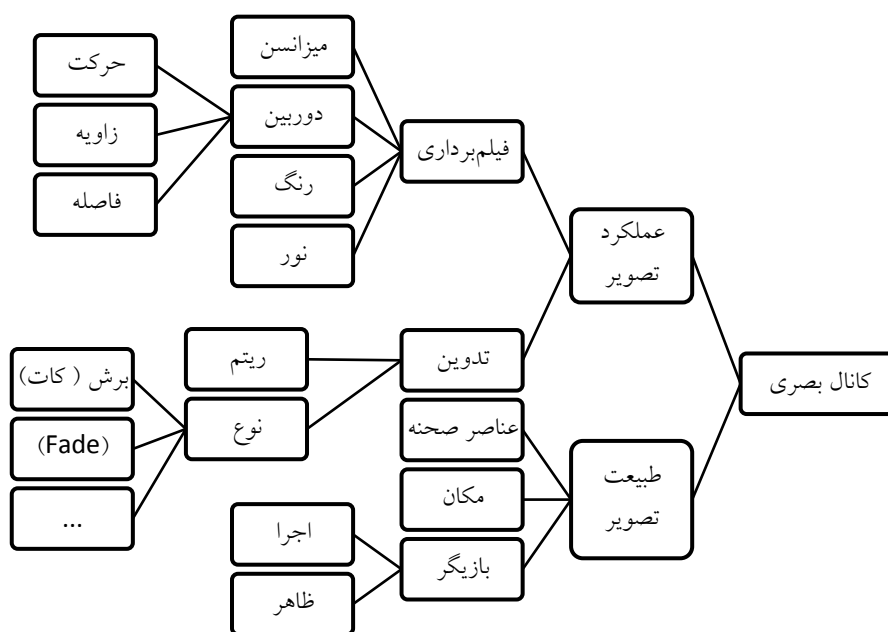 کانال بصری
عملکرد
تصویر
فیلم‌برداری
میزانسن
دوربین
حرکت
زاویه
فاصله
رنگ
نور
تدوین
ریتم
نوع
برش ( کات)
(Fade)
...
طبیعت
تصویر
عناصر صحنه
مکان
بازیگر
اجرا
ظاهر